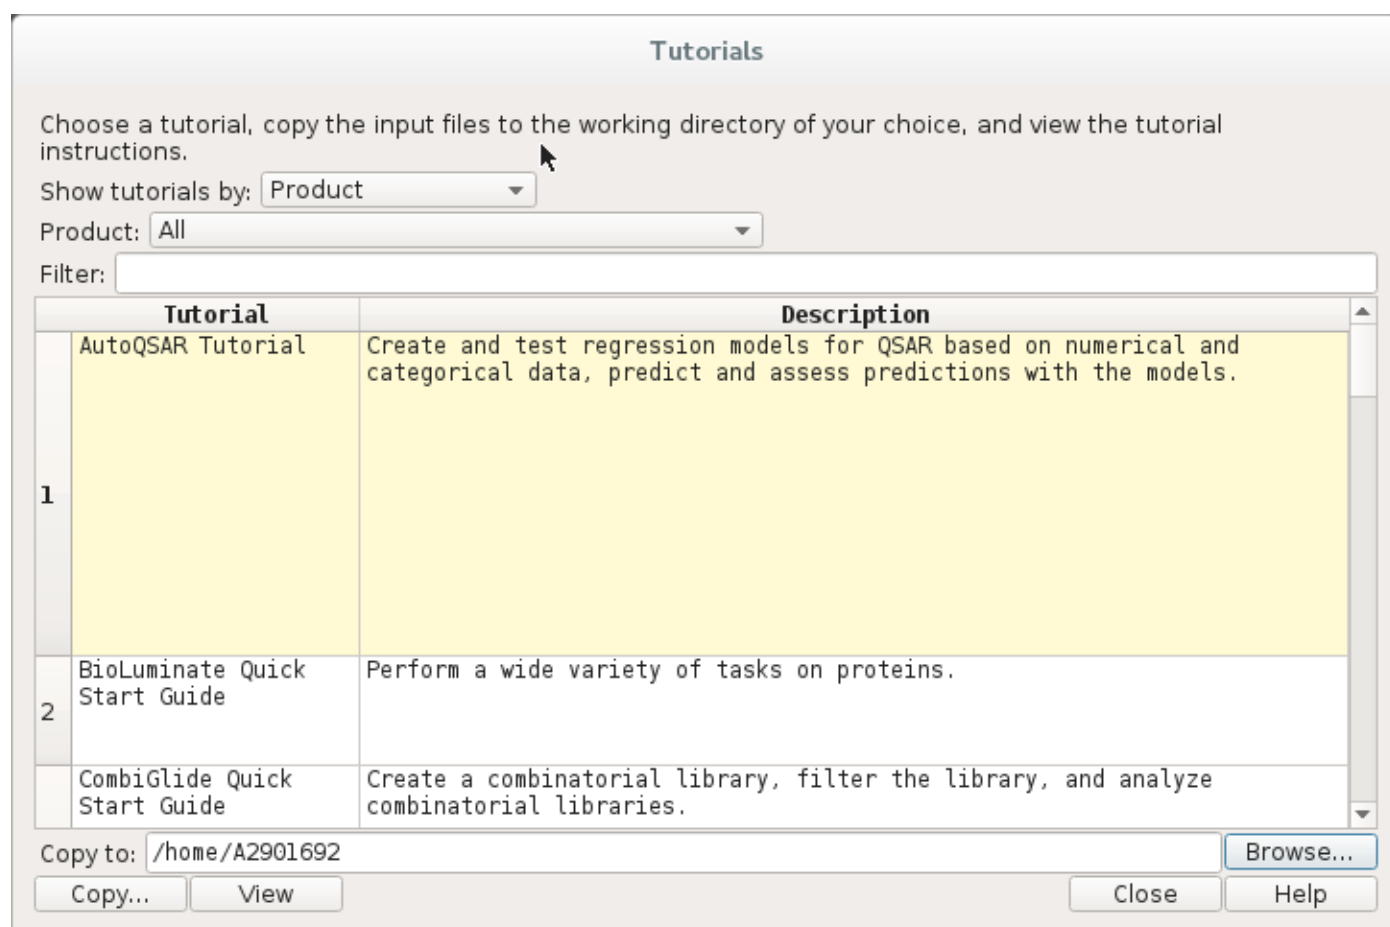 Tutorials
Choose a tutorial, copy the input files to the working directory of your choice, and view the tutorial
instructions.
Show tutorials by: Product
Product: All
Filter:
Tutorial Description
1 AutoQSAR Tutorial Create and test regression models for QSAR based on numerical and
categorical data, predict and assess predictions with the models.
2 BioLuminate Quick Perform a wide variety of tasks on proteins.
Start Guide
CombiGlide Quick Create a combinatorial library, filter the library, and analyze
Start Guide combinatorial libraries.
Copy to: /home/A2901692 Browse...
Copy... View Close Help